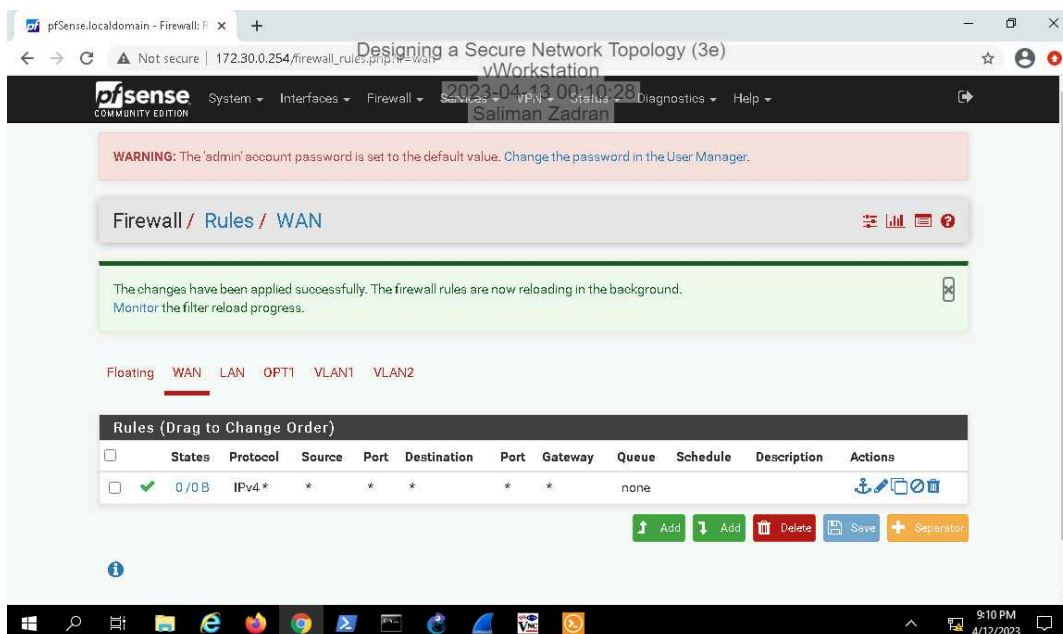 pfSense.localdomain - Firewall: R
Not secure | 172.30.0.254/firewall_rules.php?if=wan
Designing a Secure Network Topology (3e)
vWorkstation
2023-04-13 00:10:28
Saliman Zadran
pfsense
COMMUNITY EDITION
System Interfaces Firewall Services VPN Status Diagnostics Help
WARNING: The 'admin' account password is set to the default value. Change the password in the User Manager.
Firewall / Rules / WAN
The changes have been applied successfully. The firewall rules are now reloading in the background.
Monitor the filter reload progress.
Floating WAN LAN OPT1 VLAN1 VLAN2
Rules (Drag to Change Order)
States Protocol Source Port Destination Port Gateway Queue Schedule Description Actions
0 /0 B IPv4 * * * * * * none
Add Add Delete Save Separator
9:10 PM
4/12/2023